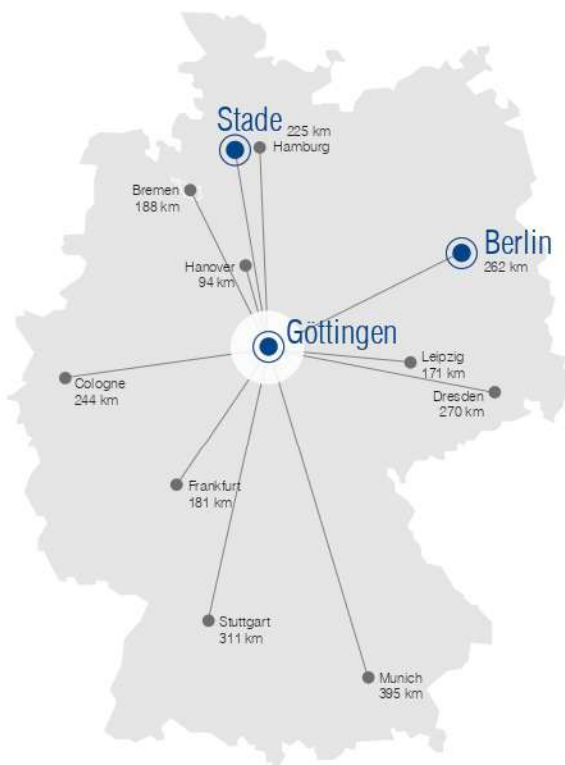 Stade
225 km
Hamburg
Bremen
188 km
Berlin
262 km
Hanover
94 km
Göttingen
Leipzig
171 km
Cologne
244 km
Dresden
270 km
Frankfurt
181 km
Stuttgart
311 km
Munich
395 km